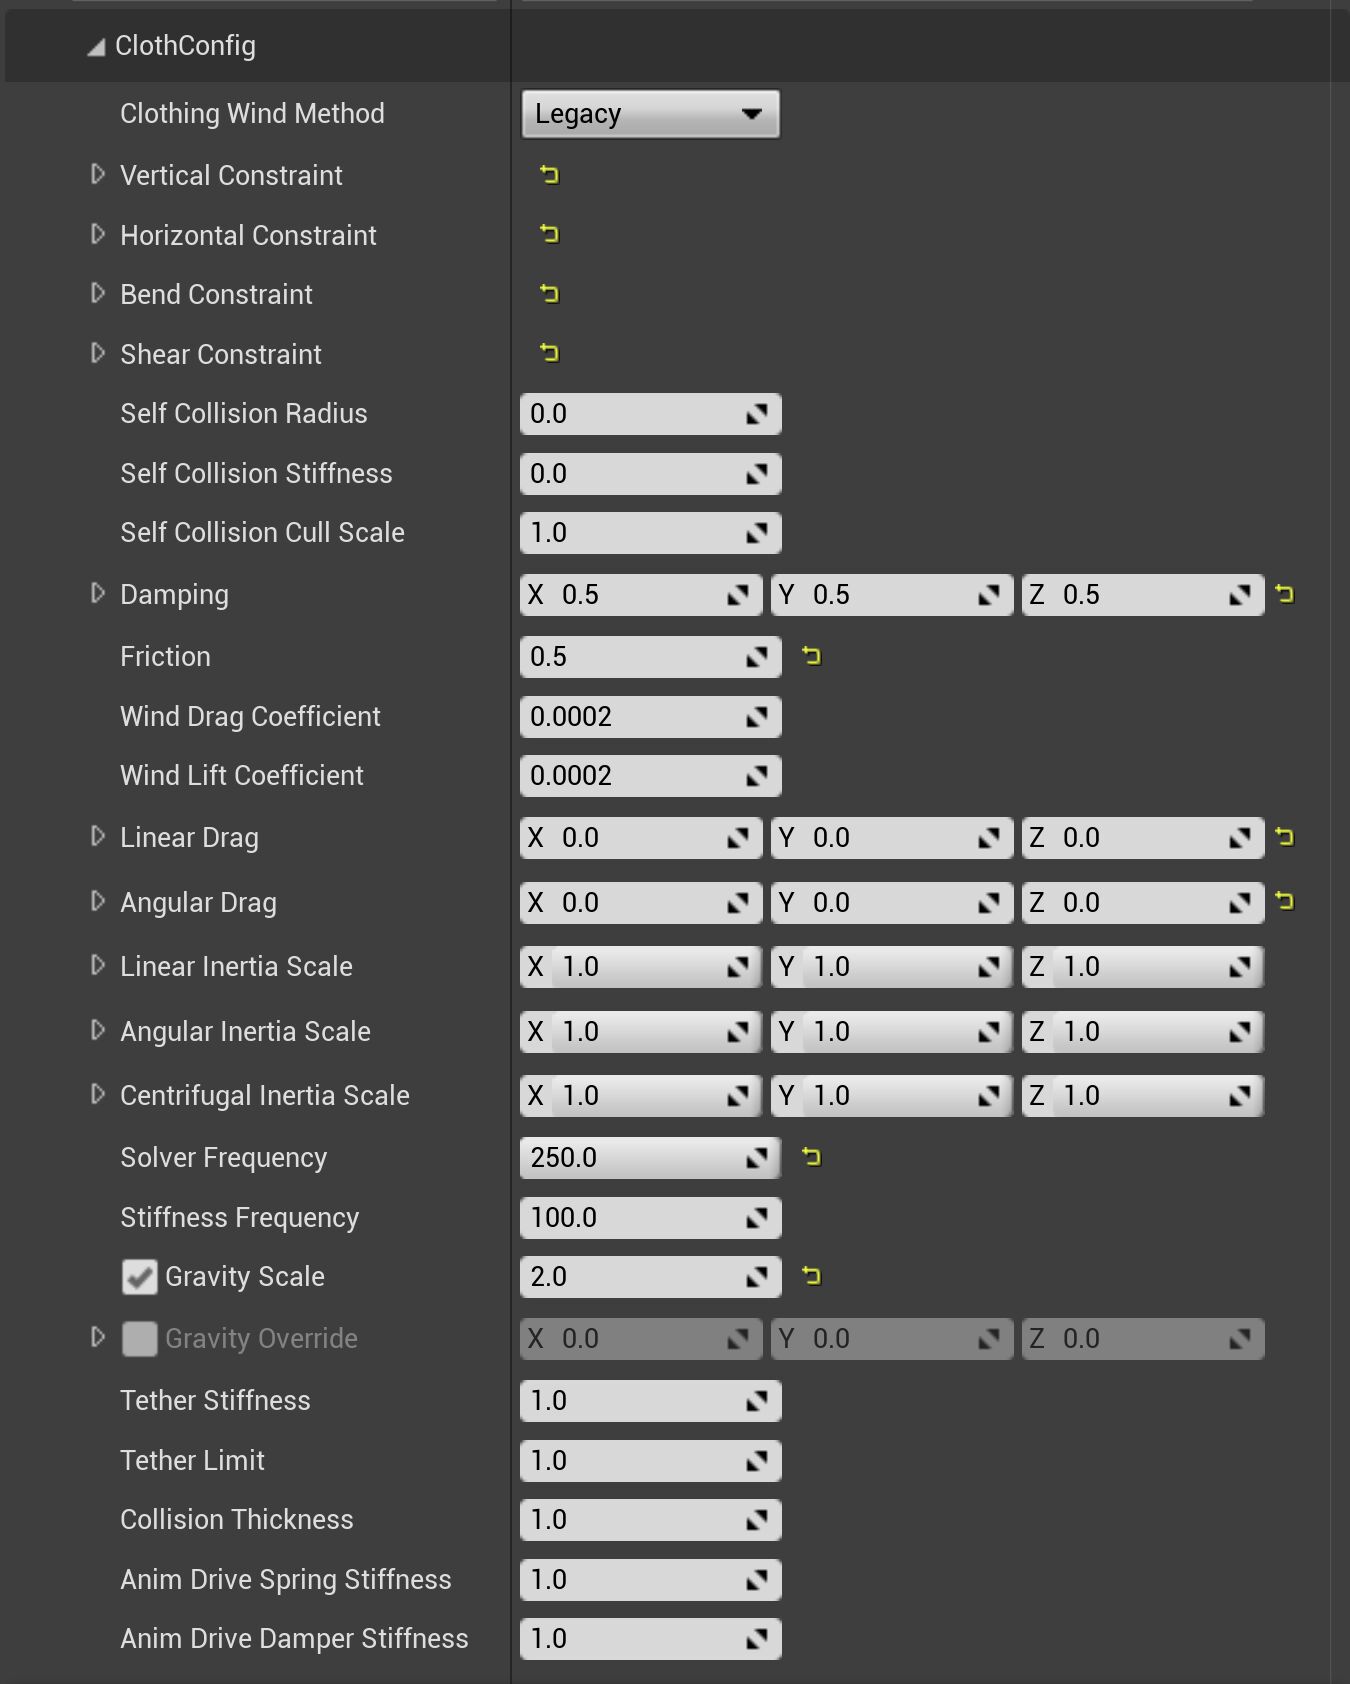 ClothConfig
Clothing Wind Method Legacy
Vertical Constraint
Horizontal Constraint
Bend Constraint
Shear Constraint
Self Collision Radius 0.0
Self Collision Stiffness 0.0
Self Collision Cull Scale 1.0
Damping X 0.5 Y 0.5 Z 0.5
Friction 0.5
Wind Drag Coefficient 0.0002
Wind Lift Coefficient 0.0002
Linear Drag X 0.0 Y 0.0 Z 0.0
Angular Drag X 0.0 Y 0.0 Z 0.0
Linear Inertia Scale X 1.0 Y 1.0 Z 1.0
Angular Inertia Scale X 1.0 Y 1.0 Z 1.0
Centrifugal Inertia Scale X 1.0 Y 1.0 Z 1.0
Solver Frequency 250.0
Stiffness Frequency 100.0
Gravity Scale 2.0
Gravity Override X 0.0 Y 0.0 Z 0.0
Tether Stiffness 1.0
Tether Limit 1.0
Collision Thickness 1.0
Anim Drive Spring Stiffness 1.0
Anim Drive Damper Stiffness 1.0